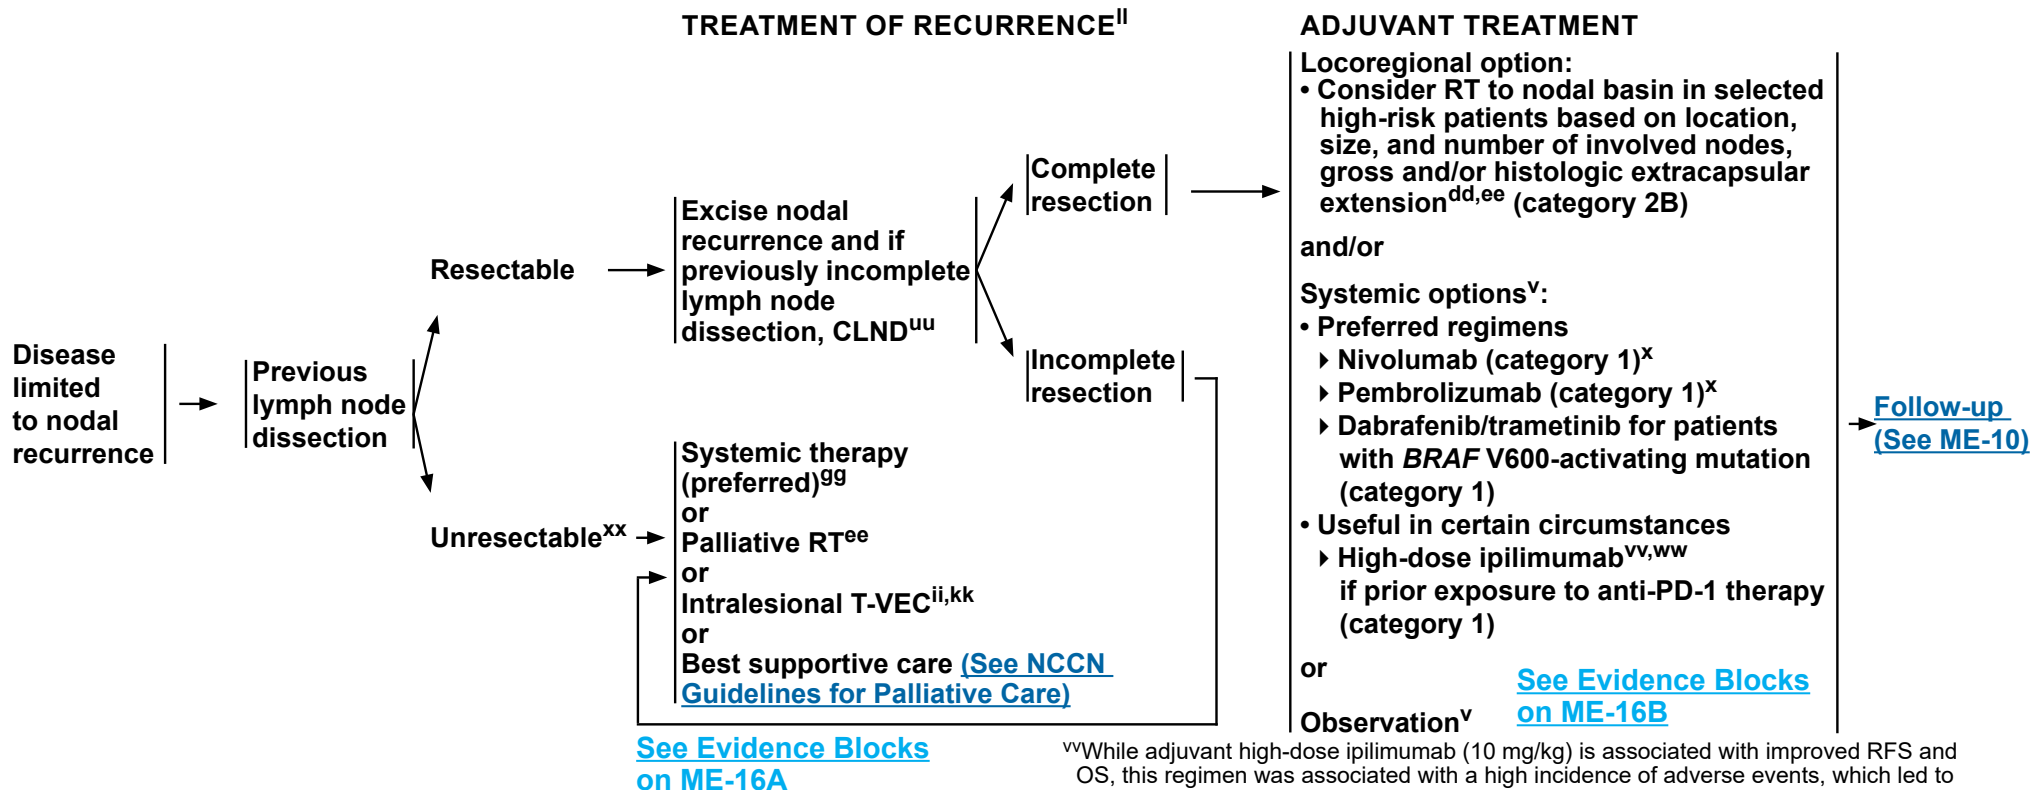 TREATMENT OF RECURRENCEll
ADJUVANT TREATMENT
Disease
limited
to nodal
recurrence
Previous
lymph node
dissection
Resectable
Unresectablexx
Excise nodal
recurrence and if
previously incomplete
lymph node
dissection, CLNDuu
Systemic therapy
(preferred)gg
or
Palliative RTee
or
Intralesional T-VECii,kk
or
Best supportive care (See NCCN
Guidelines for Palliative Care)
See Evidence Blocks
on ME-16A
Complete
resection
Incomplete
resection
Locoregional option:
• Consider RT to nodal basin in selected
high-risk patients based on location,
size, and number of involved nodes,
gross and/or histologic extracapsular
extensiondd,ee (category 2B)
and/or
Systemic optionsv:
• Preferred regimens
▸ Nivolumab (category 1)x
▸ Pembrolizumab (category 1)x
▸ Dabrafenib/trametinib for patients
with BRAF V600-activating mutation
(category 1)
• Useful in certain circumstances
▸ High-dose ipilimumabvv,ww
if prior exposure to anti-PD-1 therapy
(category 1)
or
Observationv
See Evidence Blocks
on ME-16B
Follow-up
(See ME-10)
vvWhile adjuvant high-dose ipilimumab (10 mg/kg) is associated with improved RFS and
OS, this regimen was associated with a high incidence of adverse events, which led to